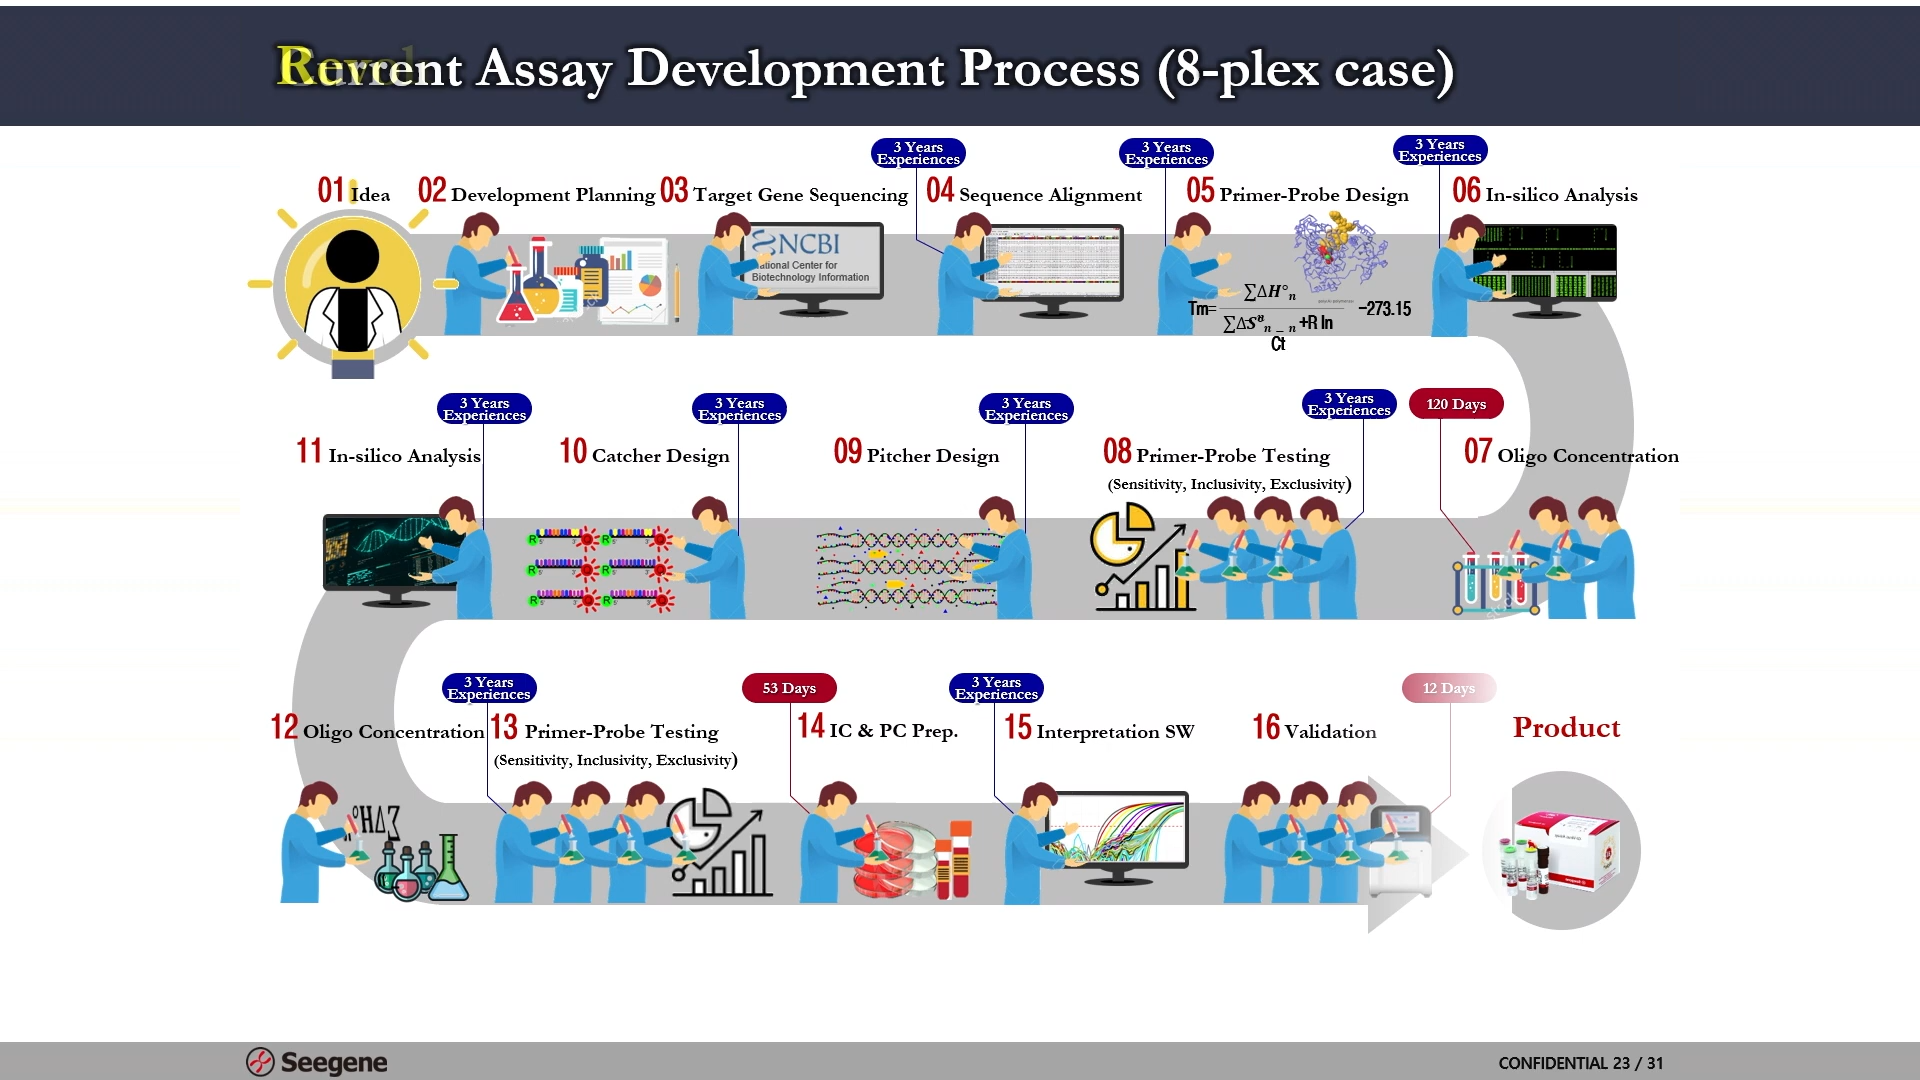 Current Assay Development Process (8-plex case)
3 Years
Experiences
3 Years
Experiences
3 Years
Experiences
01 Idea
02 Development Planning
03 Target Gene Sequencing
04 Sequence Alignment
05 Primer-Probe Design
06 In-silico Analysis
NCBI
National Center for
Biotechnology Information
Tm=
∑ΔH°n
+R ln
Ct
−273.15
3 Years
Experiences
3 Years
Experiences
3 Years
Experiences
3 Years
Experiences
120 Days
11 In-silico Analysis
10 Catcher Design
09 Pitcher Design
08 Primer-Probe Testing
(Sensitivity, Inclusivity, Exclusivity)
07 Oligo Concentration
3 Years
Experiences
53 Days
3 Years
Experiences
12 Days
12 Oligo Concentration
13 Primer-Probe Testing
(Sensitivity, Inclusivity, Exclusivity)
14 IC & PC Prep.
15 Interpretation SW
16 Validation
Product
Seegene
CONFIDENTIAL 23 / 31